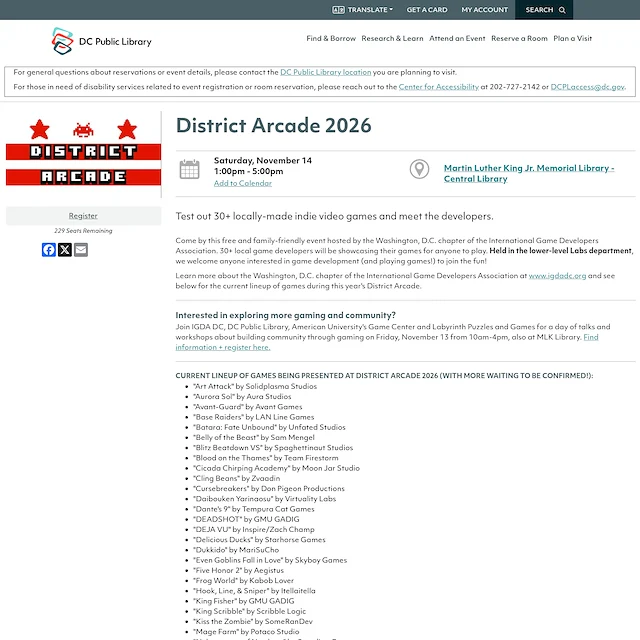 TRANSLATE
GET A CARD
MY ACCOUNT
SEARCH
DC Public Library
Find & Borrow
Research & Learn
Attend an Event
Reserve a Room
Plan a Visit
For general questions about reservations or event details, please contact the DC Public Library location you are planning to visit.
For those in need of disability services related to event registration or room reservation, please reach out to the Center for Accessibility at 202-727-2142 or DCPLaccess@dc.gov.
DISTRICT
ARCADE
Register
229 Seats Remaining
District Arcade 2026
Saturday, November 14
1:00pm - 5:00pm
Add to Calendar
Martin Luther King Jr. Memorial Library -
Central Library
Test out 30+ locally-made indie video games and meet the developers.
Come by this free and family-friendly event hosted by the Washington, D.C. chapter of the International Game Developers
Association. 30+ local game developers will be showcasing their games for anyone to play. Held in the lower-level Labs department,
we welcome anyone interested in game development (and playing games!) to join the fun!
Learn more about the Washington, D.C. chapter of the International Game Developers Association at www.igdadc.org and see
below for the current lineup of games during this year's District Arcade.
Interested in exploring more gaming and community?
Join IGDA DC, DC Public Library, American University's Game Center and Labyrinth Puzzles and Games for a day of talks and
workshops about building community through gaming on Friday, November 13 from 10am-4pm, also at MLK Library. Find
information + register here.
CURRENT LINEUP OF GAMES BEING PRESENTED AT DISTRICT ARCADE 2026 (WITH MORE WAITING TO BE CONFIRMED!):
• "Art Attack" by Solidplasma Studios
• "Aurora Sol" by Aura Studios
• "Avant-Guard" by Avant Games
• "Base Raiders" by LAN Line Games
• "Batara: Fate Unbound" by Unfated Studios
• "Belly of the Beast" by Sam Mengel
• "Blitz Beatdown VS" by Spaghettinaut Studios
• "Blood on the Thames" by Team Firestorm
• "Cicada Chirping Academy" by Moon Jar Studio
• "Cling Beans" by Zvaadin
• "Cursebreakers" by Don Pigeon Productions
• "Daibouken Yarinaosu" by Virtuality Labs
• "Dante's 9" by Tempura Cat Games
• "DEADSHOT" by GMU GADIG
• "DEJA VU" by Inspire/Zach Champ
• "Delicious Ducks" by Starhorse Games
• "Dukkido" by MariSuCho
• "Even Goblins Fall in Love" by Skyboy Games
• "Five Honor 2" by Aegistus
• "Frog World" by Kabob Lover
• "Hook, Line, & Sniper" by Itellaitella
• "King Fisher" by GMU GADIG
• "King Scribble" by Scribble Logic
• "Kiss the Zombie" by SomeRanDev
• "Mage Farm" by Potaco Studio